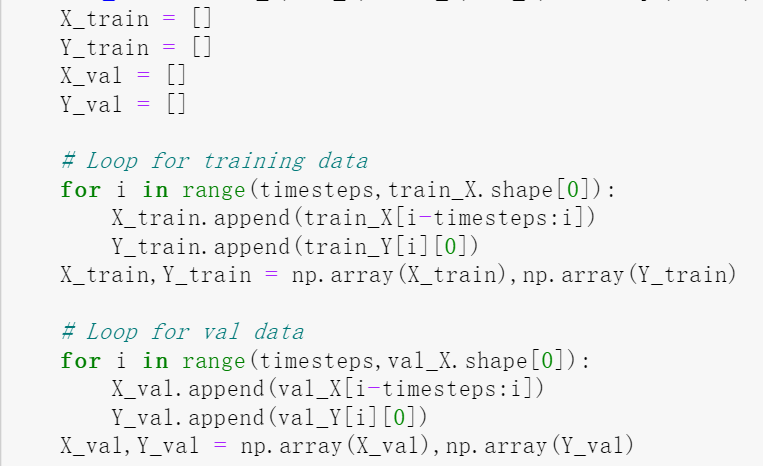 X_train = []
Y_train = []
X_val = []
Y_val = []
# Loop for training data
for i in range(timesteps,train_X.shape[0]):
X_train.append(train_X[i-timesteps:i])
Y_train.append(train_Y[i][0])
X_train,Y_train = np.array(X_train),np.array(Y_train)
# Loop for val data
for i in range(timesteps,val_X.shape[0]):
X_val.append(val_X[i-timesteps:i])
Y_val.append(val_Y[i][0])
X_val,Y_val = np.array(X_val),np.array(Y_val)